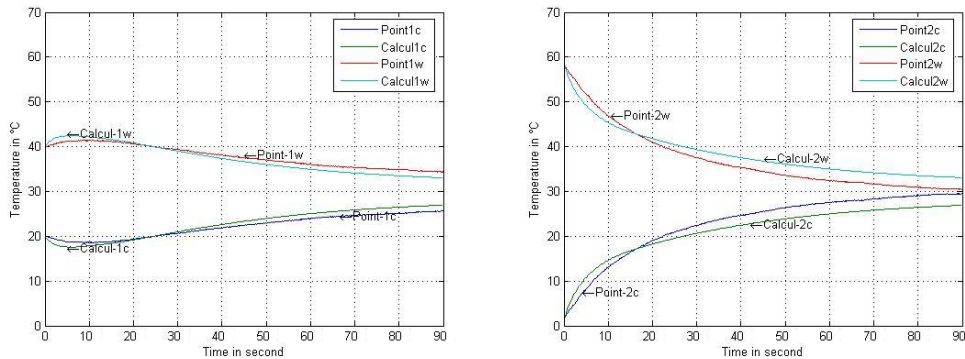 70
60
50
40
30
20
10
0
Temperature in °C
0 10 20 30 40 50 60 70 80 90
Time in second
Point1c
Calcul1c
Point1w
Calcul1w
←Calcul-1w
←Point-1w
←Point-1c
←Calcul-1c
70
60
50
40
30
20
10
0
Temperature in °C
0 10 20 30 40 50 60 70 80 90
Time in second
Point2c
Calcul2c
Point2w
Calcul2w
←Point-2w
←Calcul-2w
←Calcul-2c
←Point-2c